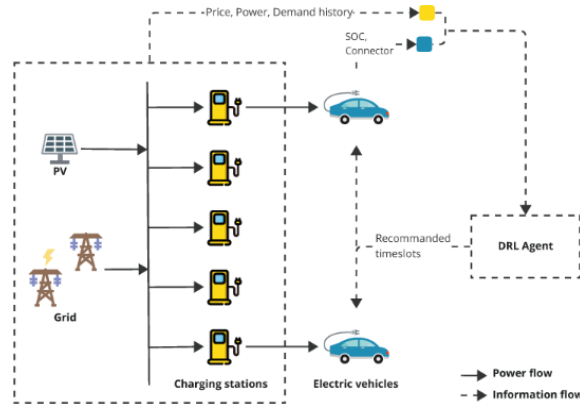 Price, Power, Demand history
SOC,
Connector
PV
Recommanded
timeslots
DRL Agent
Grid
Charging stations
Electric vehicles
Power flow
Information flow